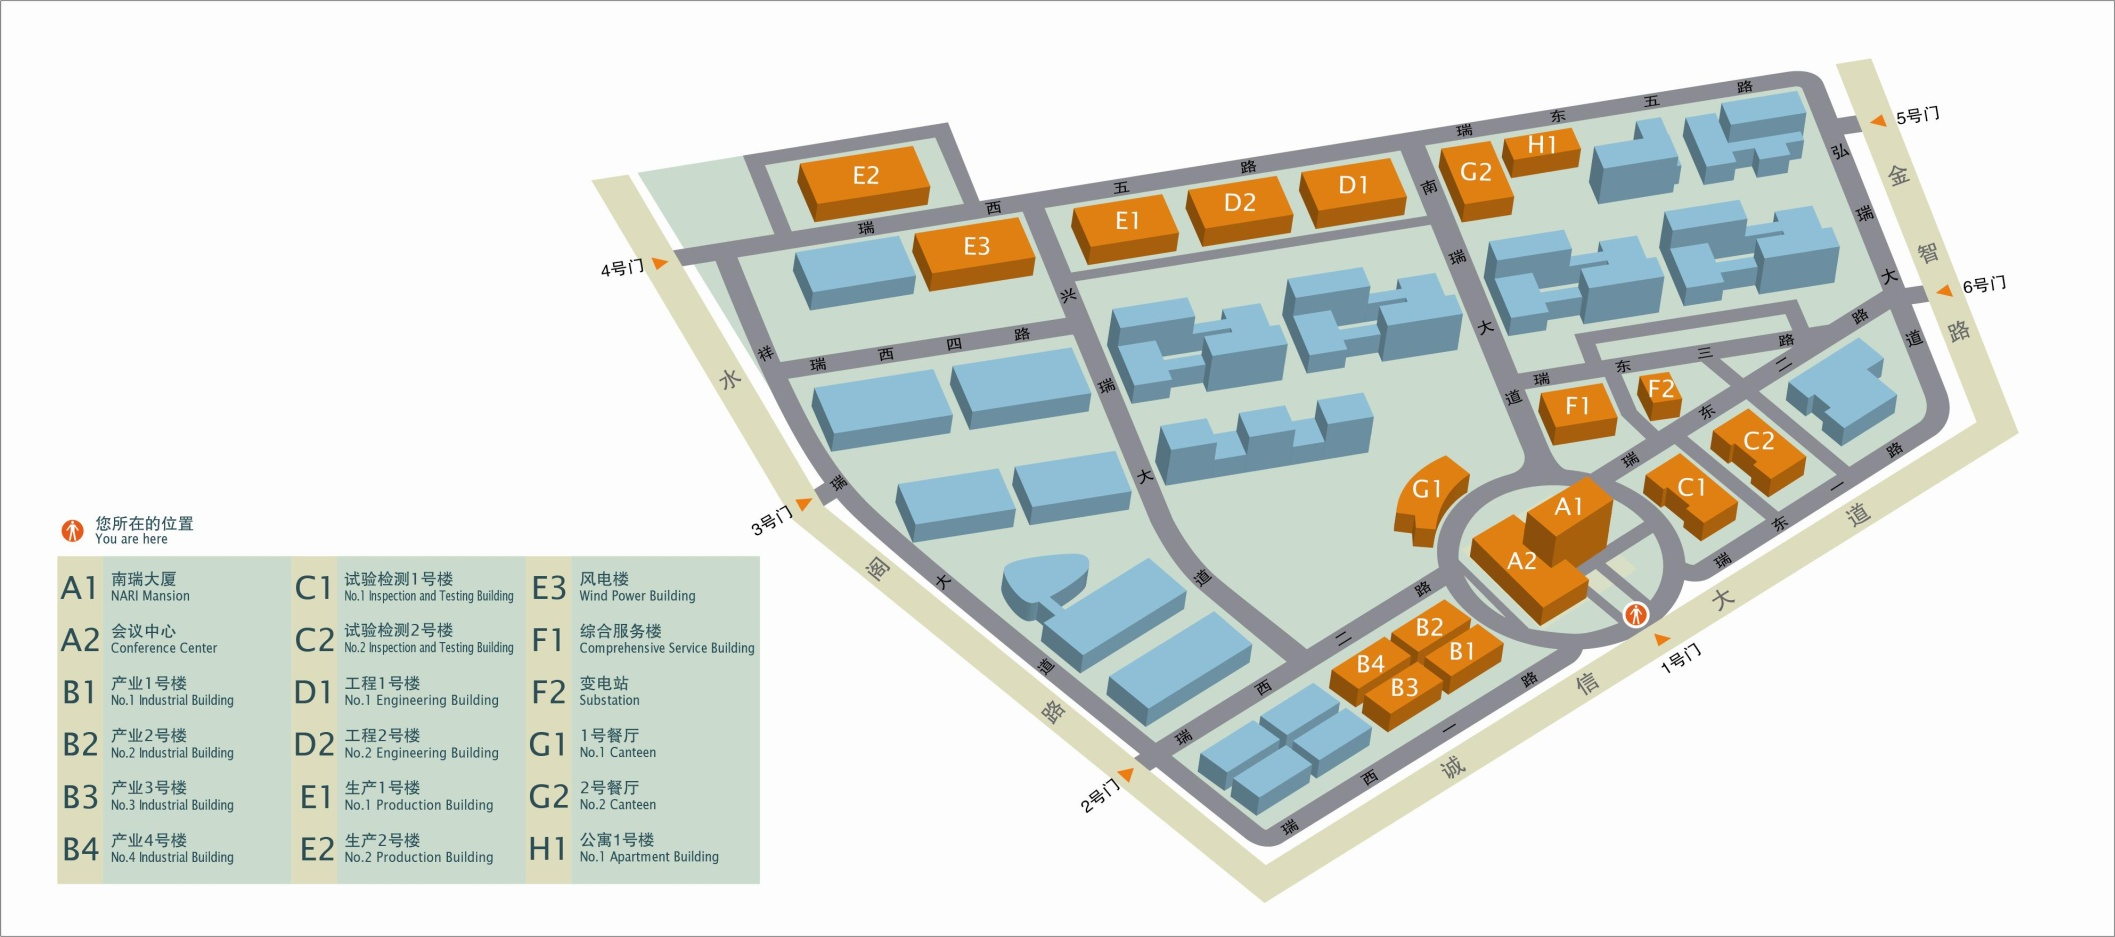 您所在的位置
You are here
A1 南瑞大厦
NARI Mansion
A2 会议中心
Conference Center
B1 产业1号楼
No.1 Industrial Building
B2 产业2号楼
No.2 Industrial Building
B3 产业3号楼
No.3 Industrial Building
B4 产业4号楼
No.4 Industrial Building
C1 试验检测1号楼
No.1 Inspection and Testing Building
C2 试验检测2号楼
No.2 Inspection and Testing Building
D1 工程1号楼
No.1 Engineering Building
D2 工程2号楼
No.2 Engineering Building
E1 生产1号楼
No.1 Production Building
E2 生产2号楼
No.2 Production Building
E3 风电楼
Wind Power Building
F1 综合服务楼
Comprehensive Service Building
F2 变电站
Substation
G1 1号餐厅
No.1 Canteen
G2 2号餐厅
No.2 Canteen
H1 公寓1号楼
No.1 Apartment Building
E2
E3
E1
D2
D1
G2
H1
F1
F2
C2
C1
G1
A1
A2
B2
B1
B4
B3
瑞西五路
瑞东五路
瑞西四路
瑞东三路
瑞西二路
瑞东二路
瑞西一路
瑞东一路
祥瑞大道
兴瑞大道
南瑞大道
弘瑞大道
水阁路
诚信大道
金智路
1号门
2号门
3号门
4号门
5号门
6号门